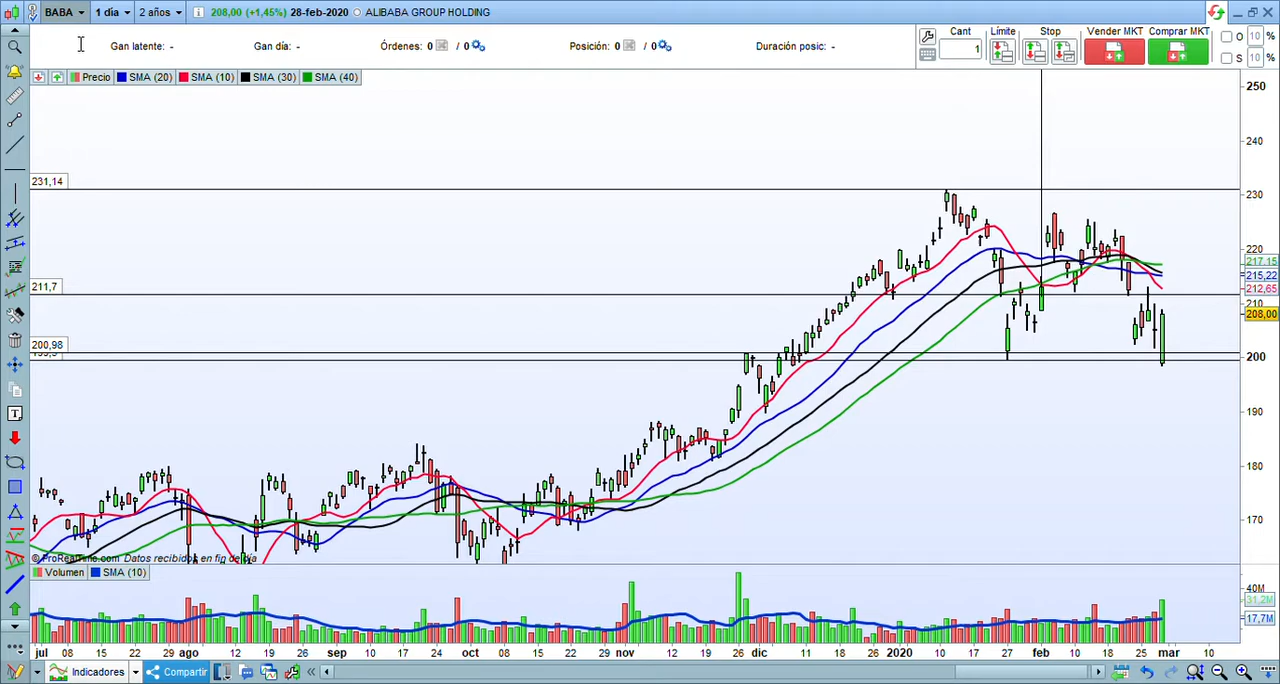 BABA 1 día 2 años 208,00 (+1,45%) 28-feb-2020 ALIBABA GROUP HOLDING
Gan latente: - Gan día: - Órdenes: 0 / 0 Posición: 0 / 0 Duración posic: -
Cant Límite Stop Vender MKT Comprar MKT
1
O 10 %
S 10 %
Precio SMA (20) SMA (10) SMA (30) SMA (40)
250
240
231,14
230
220
217,15
215,22
212,65
211,7
210
208,00
200,98
200
190
180
170
© ProRealTime.com Datos recibidos en fin de día
Volumen SMA (10)
40M
31,2M
17,7M
jul 08 15 22 29 ago 19 26 sep 10 17 24 oct 08 15 22 nov 12 19 26 dic 11 18 26 2020 10 17 27 feb 10 18 25 mar 10
Indicadores Compartir